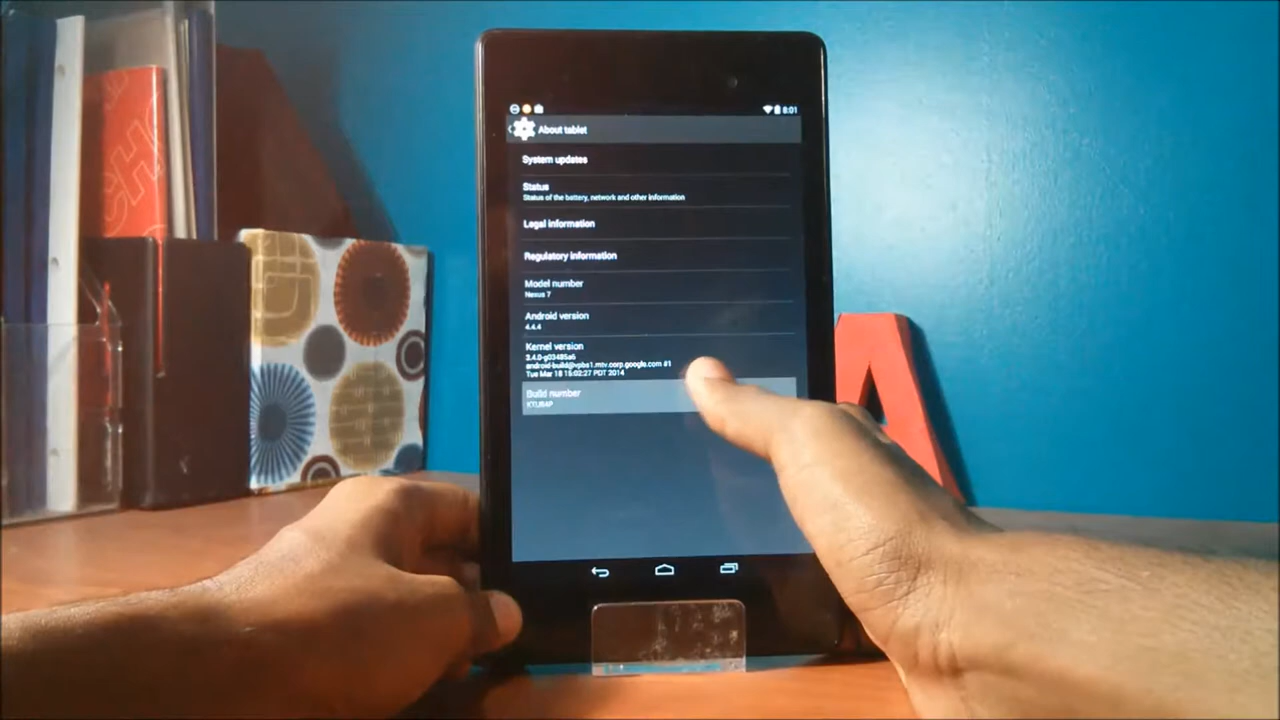 8:01
About tablet
System updates
Status
Status of the battery, network and other information
Legal information
Regulatory information
Model number
Nexus 7
Android version
4.4.4
Kernel version
3.4.0-g03485a6
android-build@vpbs1.mtv.corp.google.com #1
Tue Mar 18 15:02:27 PDT 2014
Build number
KTU84P
A